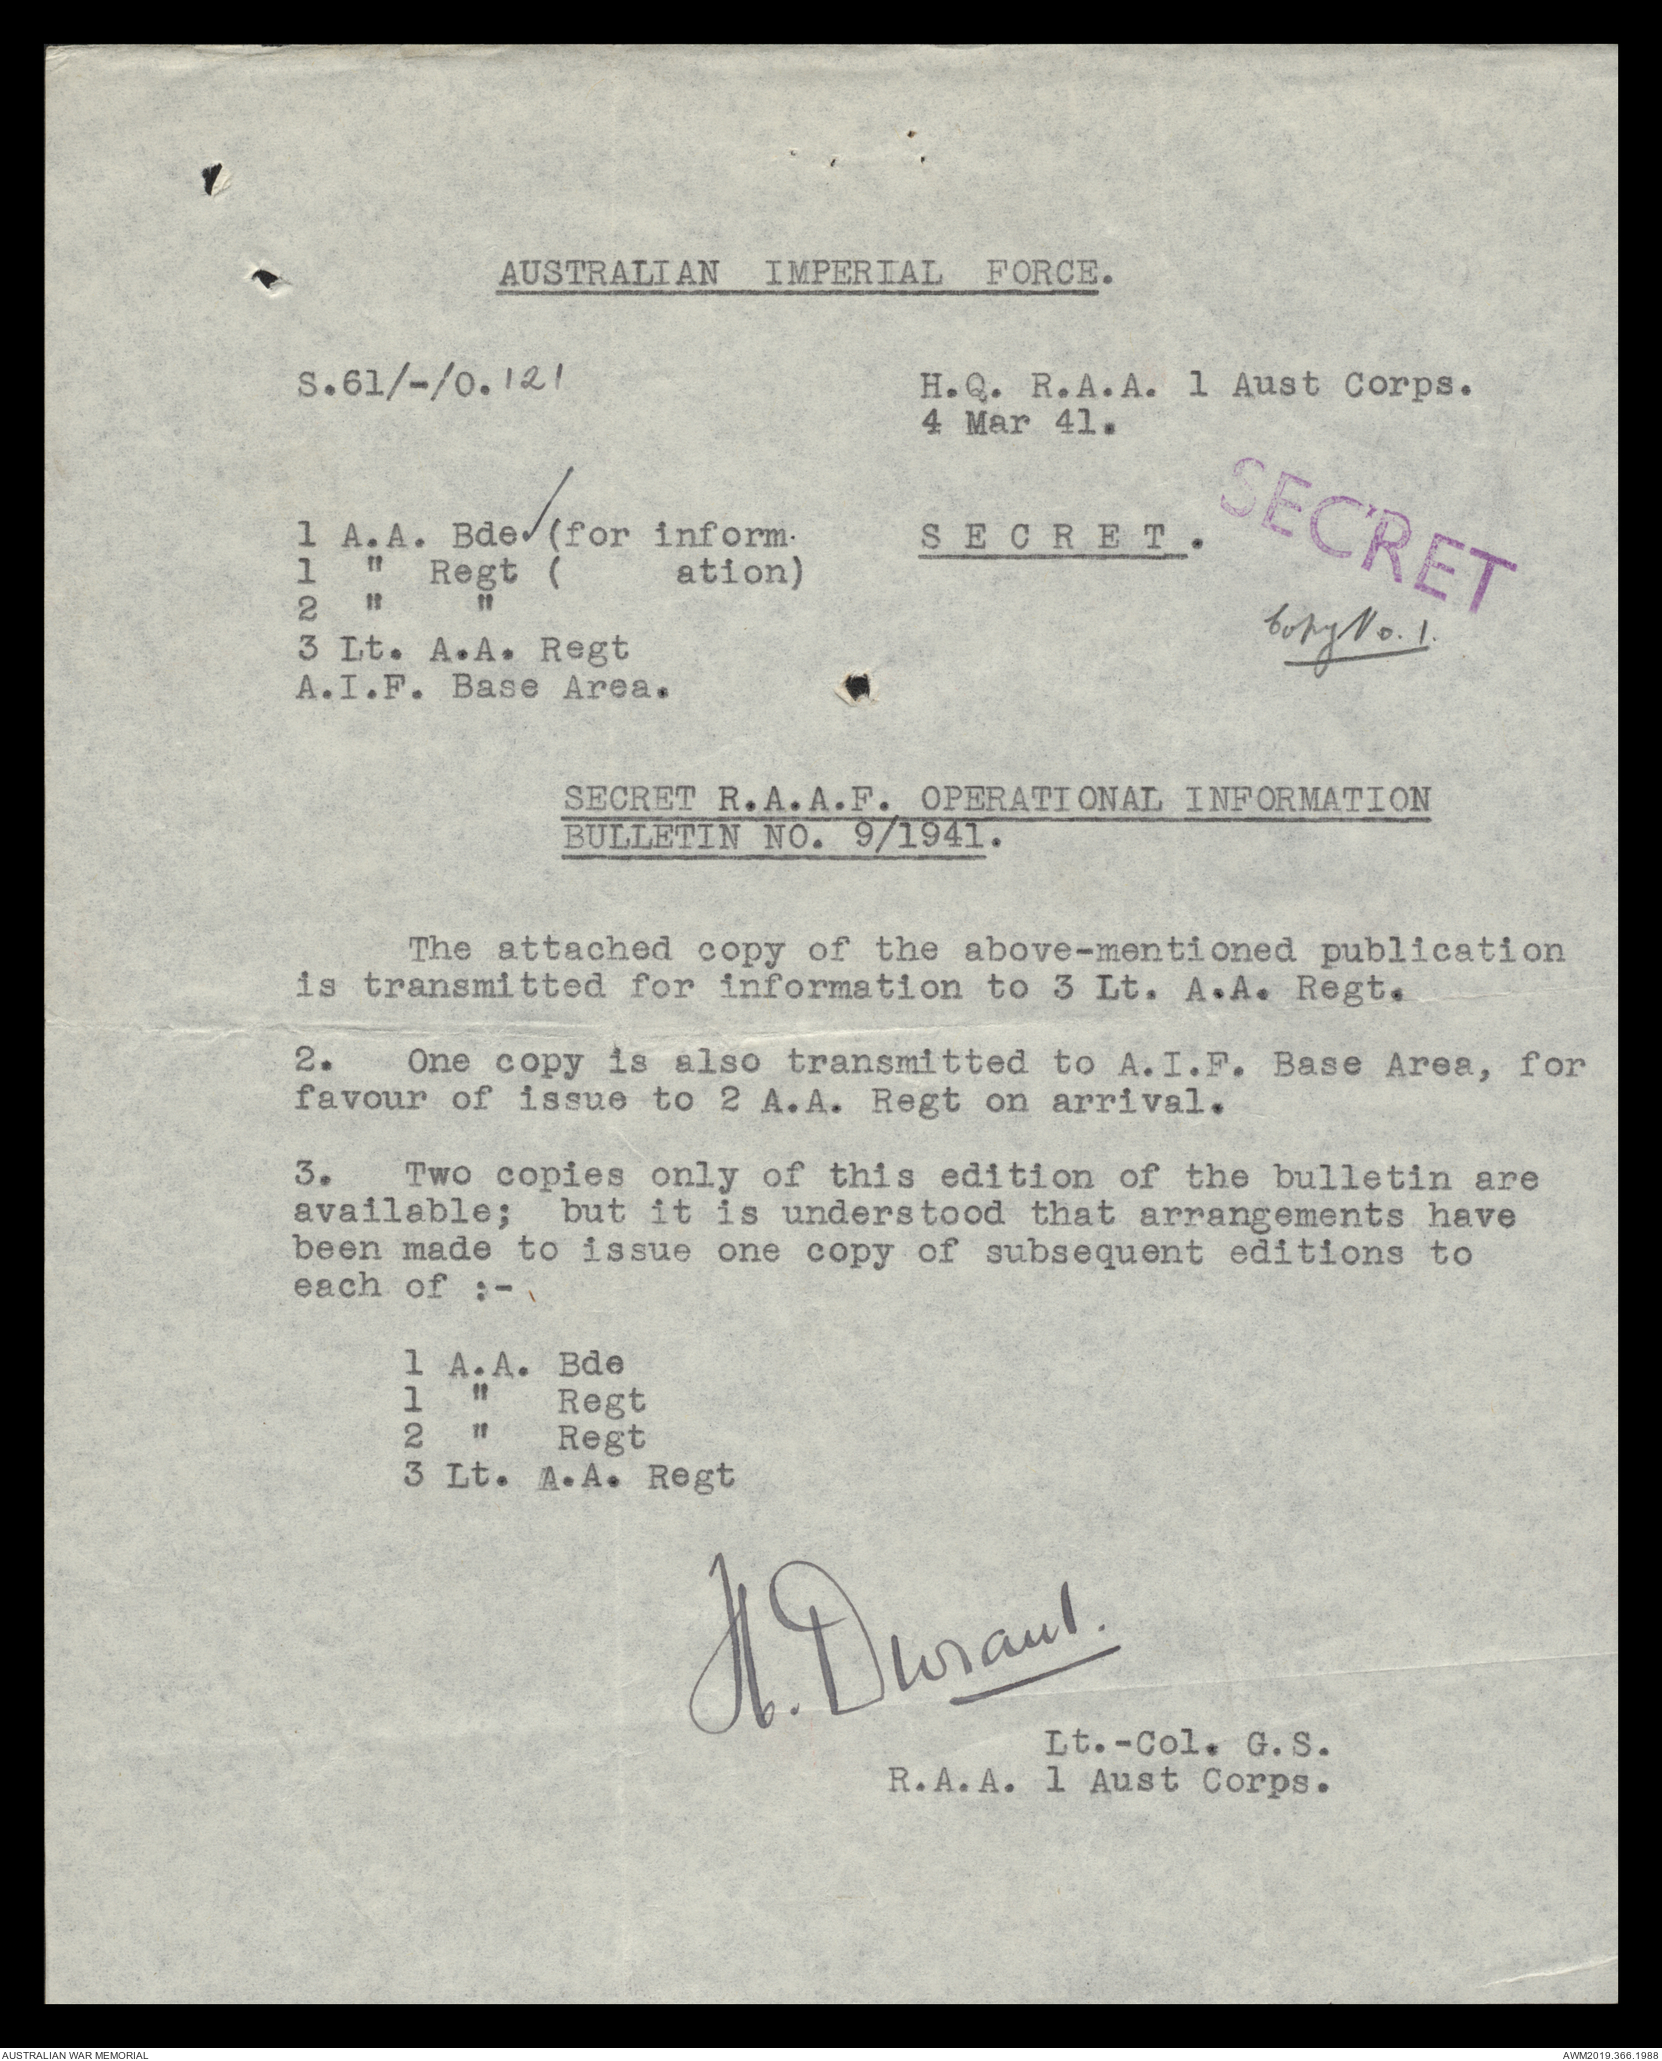 AUSTRALIAN IMPERIAL FORCE.
S.61/-/O.121
H.Q. R.A.A. 1 Aust Corps.
4 Mar 41.
1 A.A. Bde (for inform-
1 " Regt ( ation)
2 " "
3 Lt. A.A. Regt
A.I.F. Base Area.
S E C R E T .
SECRET
Copy No. 1.
SECRET R.A.A.F. OPERATIONAL INFORMATION
BULLETIN NO. 9/1941.
The attached copy of the above-mentioned publication
is transmitted for information to 3 Lt. A.A. Regt.
2. One copy is also transmitted to A.I.F. Base Area, for
favour of issue to 2 A.A. Regt on arrival.
3. Two copies only of this edition of the bulletin are
available; but it is understood that arrangements have
been made to issue one copy of subsequent editions to
each of :-
1 A.A. Bde
1 " Regt
2 " Regt
3 Lt. A.A. Regt
H. Durant.
Lt.-Col. G.S.
R.A.A. 1 Aust Corps.
AUSTRALIAN WAR MEMORIAL
AWM2019.366.1988